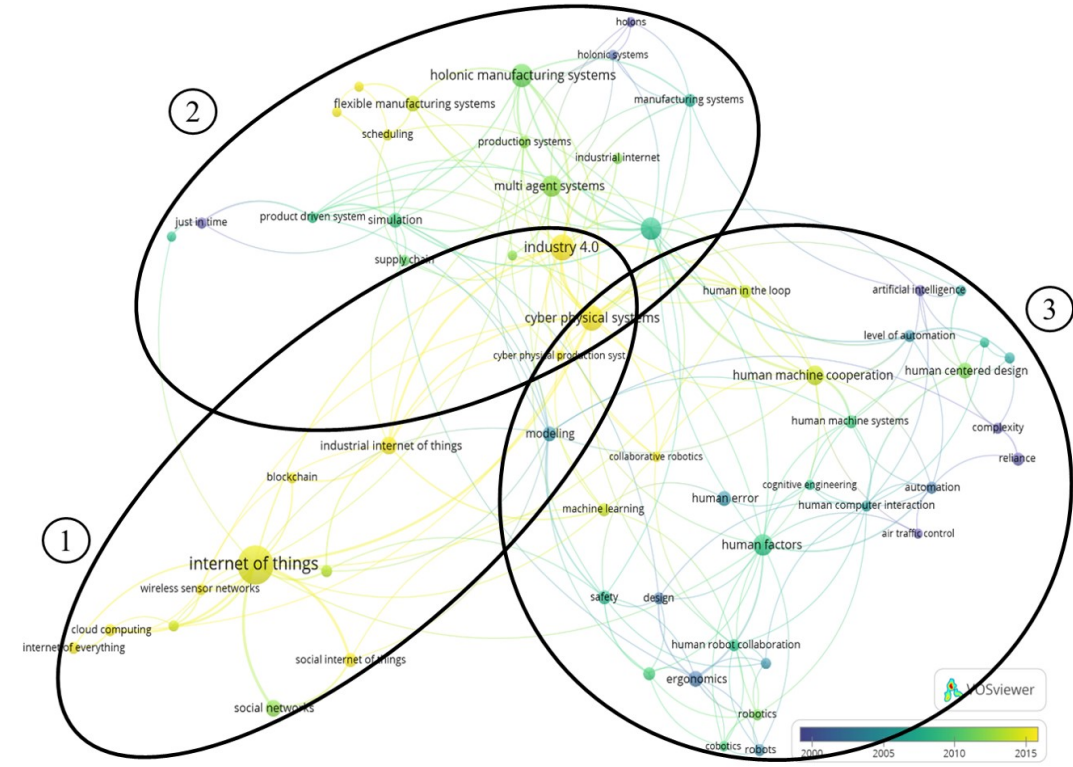 holons
holonic systems
holonic manufacturing systems
manufacturing systems
flexible manufacturing systems
2
scheduling
production systems
industrial internet
multi agent systems
just in time
product driven system
simulation
industry 4.0
supply chain
human in the loop
artificial intelligence
3
cyber physical systems
level of automation
cyber physical production syst
human machine cooperation
human centered design
human machine systems
complexity
modeling
industrial internet of things
collaborative robotics
reliance
blockchain
cognitive engineering
automation
human error
human computer interaction
machine learning
air traffic control
1
human factors
internet of things
wireless sensor networks
safety
design
cloud computing
internet of everything
human robot collaboration
social internet of things
ergonomics
VOSviewer
social networks
robotics
cobotics
robots
2000
2005
2010
2015